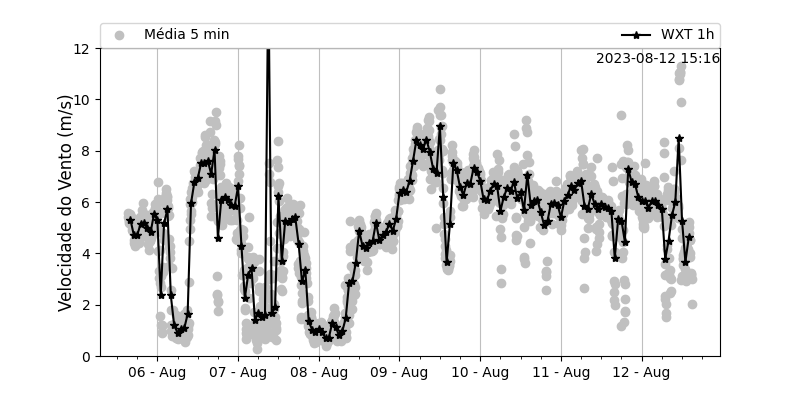 Média 5 min
WXT 1h
2023-08-12 15:16
Velocidade do Vento (m/s)
12
10
8
6
4
2
0
06 - Aug
07 - Aug
08 - Aug
09 - Aug
10 - Aug
11 - Aug
12 - Aug